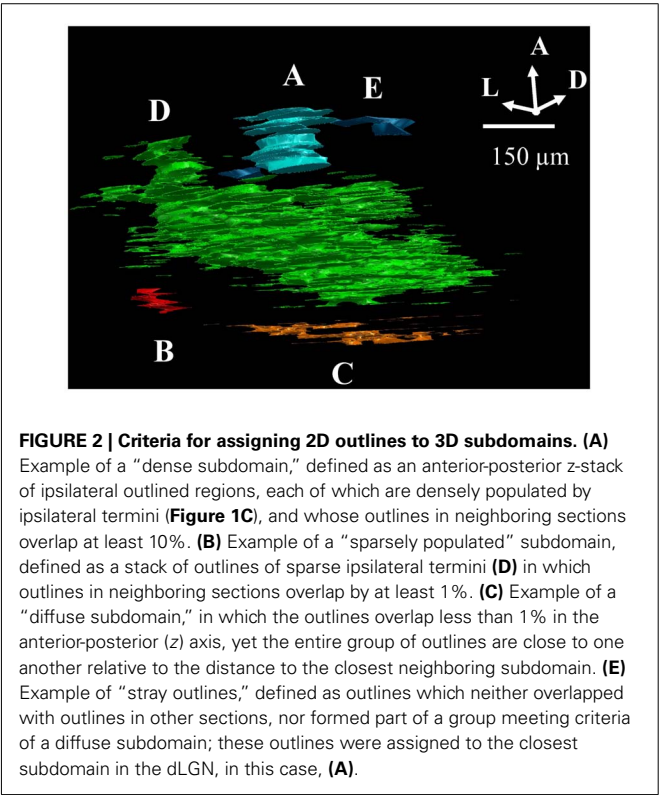 A
E
D
A
L
D
150 µm
B
C
FIGURE 2 | Criteria for assigning 2D outlines to 3D subdomains. (A)
Example of a “dense subdomain,” defined as an anterior-posterior z-stack
of ipsilateral outlined regions, each of which are densely populated by
ipsilateral termini (Figure 1C), and whose outlines in neighboring sections
overlap at least 10%. (B) Example of a “sparsely populated” subdomain,
defined as a stack of outlines of sparse ipsilateral termini (D) in which
outlines in neighboring sections overlap by at least 1%. (C) Example of a
“diffuse subdomain,” in which the outlines overlap less than 1% in the
anterior-posterior (z) axis, yet the entire group of outlines are close to one
another relative to the distance to the closest neighboring subdomain. (E)
Example of “stray outlines,” defined as outlines which neither overlapped
with outlines in other sections, nor formed part of a group meeting criteria
of a diffuse subdomain; these outlines were assigned to the closest
subdomain in the dLGN, in this case, (A).